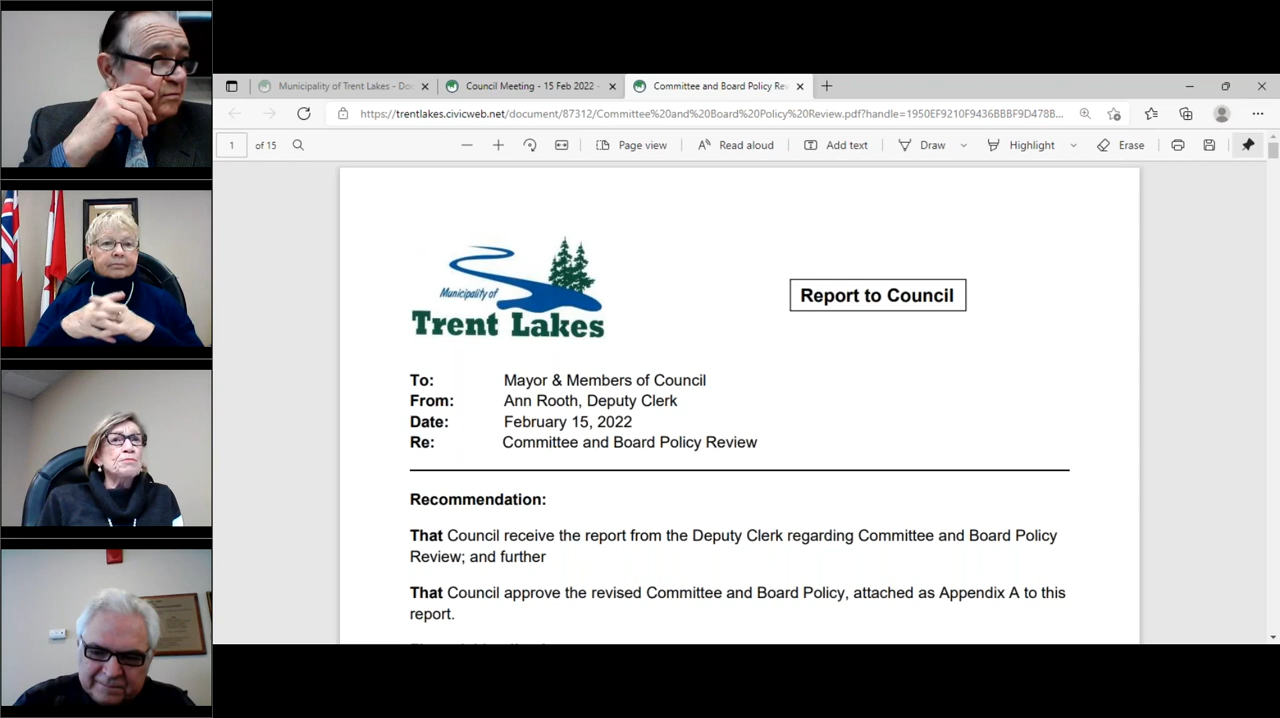 Municipality of Trent Lakes - Do
Council Meeting - 15 Feb 2022 -
Committee and Board Policy Rev
https://trentlakes.civicweb.net/document/87312/Committee%20and%20Board%20Policy%20Review.pdf?handle=1950EF9210F9436BBBF9D478B...
1 of 15
Page view
Read aloud
Add text
Draw
Highlight
Erase
Municipality of
Trent Lakes
Report to Council
To: Mayor & Members of Council
From: Ann Rooth, Deputy Clerk
Date: February 15, 2022
Re: Committee and Board Policy Review
Recommendation:
That Council receive the report from the Deputy Clerk regarding Committee and Board Policy
Review; and further
That Council approve the revised Committee and Board Policy, attached as Appendix A to this
report.